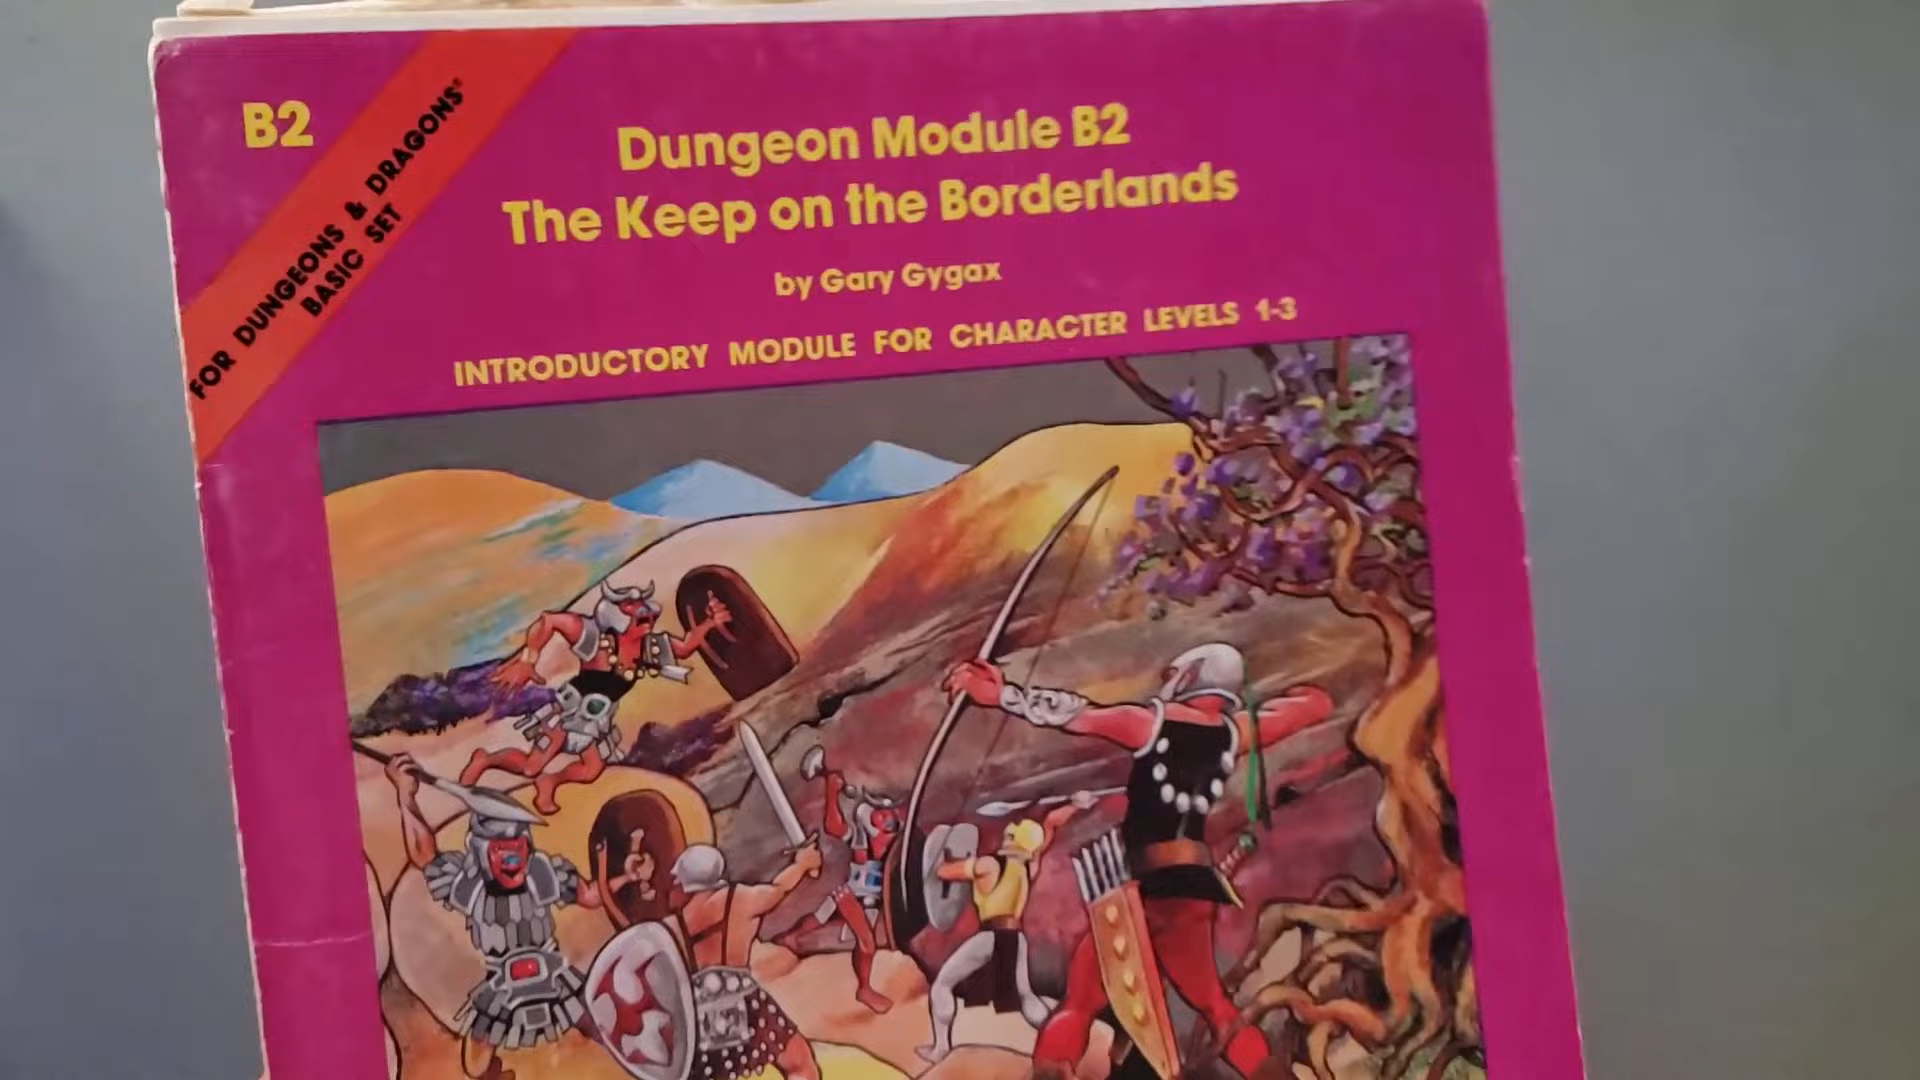 B2
FOR DUNGEONS & DRAGONS®
BASIC SET
Dungeon Module B2
The Keep on the Borderlands
by Gary Gygax
INTRODUCTORY MODULE FOR CHARACTER LEVELS 1-3